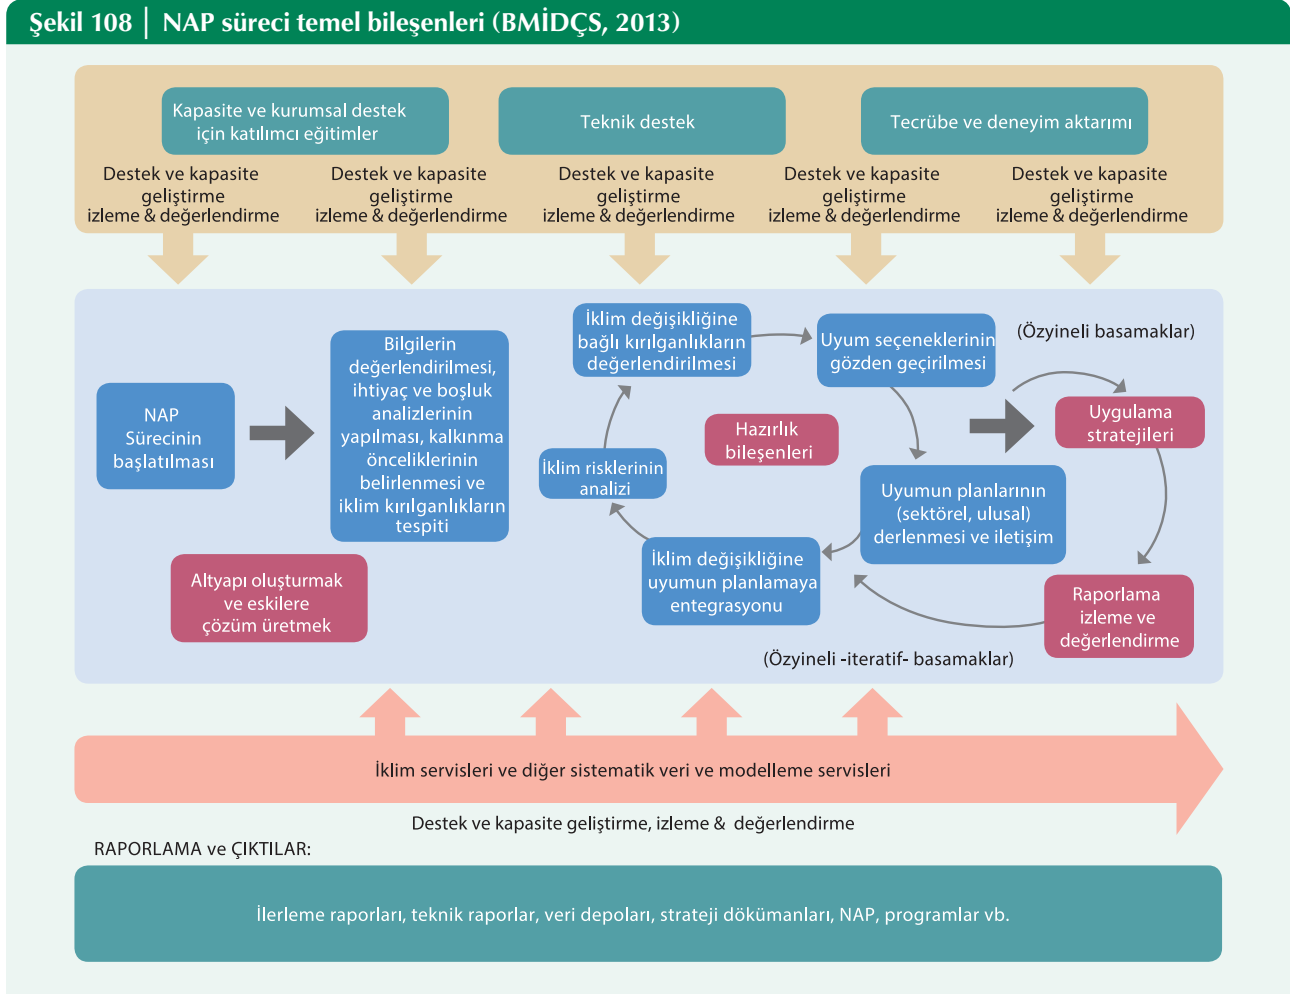 Şekil 108 | NAP süreci temel bileşenleri (BMİDÇS, 2013)
Kapasite ve kurumsal destek
için katılımcı eğitimler
Teknik destek
Tecrübe ve deneyim aktarımı
Destek ve kapasite
geliştirme
izleme & değerlendirme
Destek ve kapasite
geliştirme
izleme & değerlendirme
Destek ve kapasite
geliştirme
izleme & değerlendirme
Destek ve kapasite
geliştirme
izleme & değerlendirme
Destek ve kapasite
geliştirme
izleme & değerlendirme
NAP
Sürecinin
başlatılması
Bilgilerin
değerlendirilmesi,
ihtiyaç ve boşluk
analizlerinin
yapılması, kalkınma
önceliklerinin
belirlenmesi ve
iklim kırılganlıkların
tespiti
Altyapı oluşturmak
ve eskilere
çözüm üretmek
İklim değişikliğine
bağlı kırılganlıkların
değerlendirilmesi
Uyum seçeneklerinin
gözden geçirilmesi
(Özyineli basamaklar)
Hazırlık
bileşenleri
Uygulama
stratejileri
İklim risklerinin
analizi
Uyumun planlarının
(sektörel, ulusal)
derlenmesi ve iletişim
İklim değişikliğine
uyumun planlamaya
entegrasyonu
Raporlama
izleme ve
değerlendirme
(Özyineli -iteratif- basamaklar)
İklim servisleri ve diğer sistematik veri ve modelleme servisleri
Destek ve kapasite geliştirme, izleme &  değerlendirme
RAPORLAMA ve ÇIKTILAR:
İlerleme raporları, teknik raporlar, veri depoları, strateji dökümanları, NAP, programlar vb.